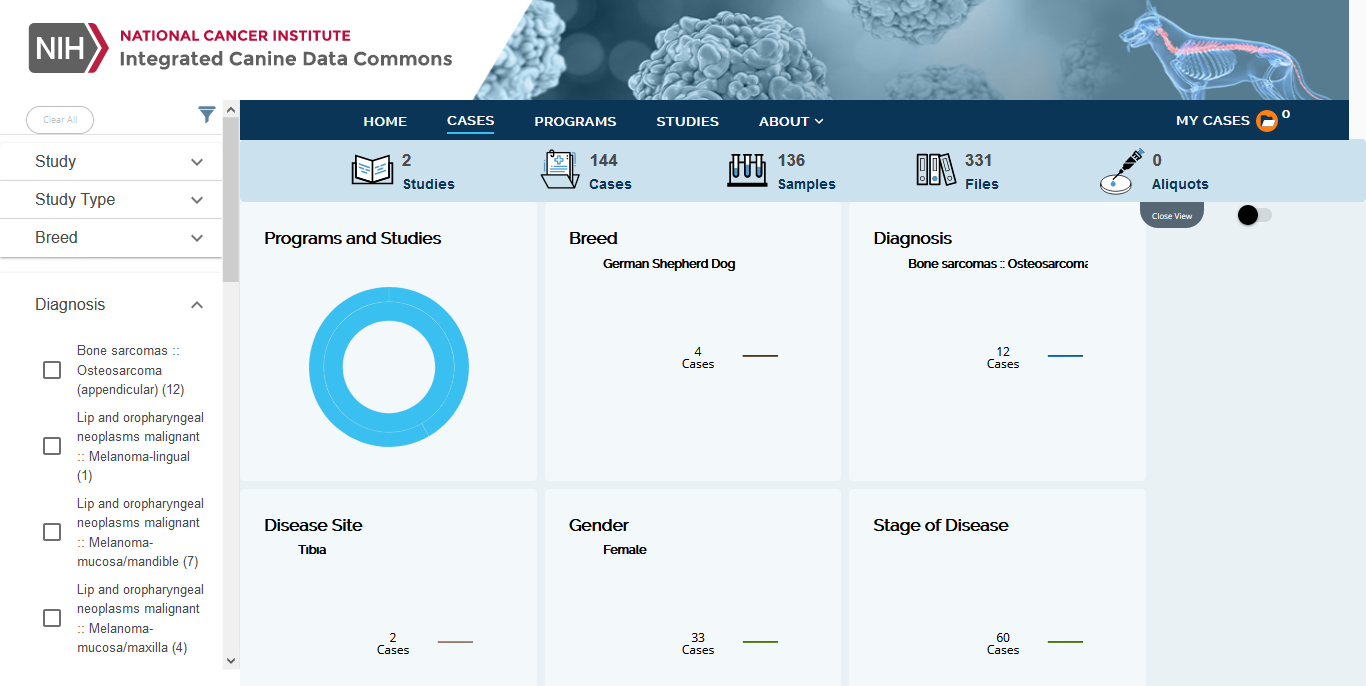 NIH
NATIONAL CANCER INSTITUTE
Integrated Canine Data Commons
Clear All
HOME
CASES
PROGRAMS
STUDIES
ABOUT
MY CASES
0
2
Studies
144
Cases
136
Samples
331
Files
0
Aliquots
Close View
Study
Study Type
Breed
Diagnosis
Bone sarcomas ::
Osteosarcoma
(appendicular) (12)
Lip and oropharyngeal
neoplasms malignant
:: Melanoma-lingual
(1)
Lip and oropharyngeal
neoplasms malignant
:: Melanoma-
mucosa/mandible (7)
Lip and oropharyngeal
neoplasms malignant
:: Melanoma-
mucosa/maxilla (4)
Programs and Studies
Breed
German Shepherd Dog
4
Cases
Diagnosis
Bone sarcomas :: Osteosarcoma
12
Cases
Disease Site
Tibia
2
Cases
Gender
Female
33
Cases
Stage of Disease
60
Cases